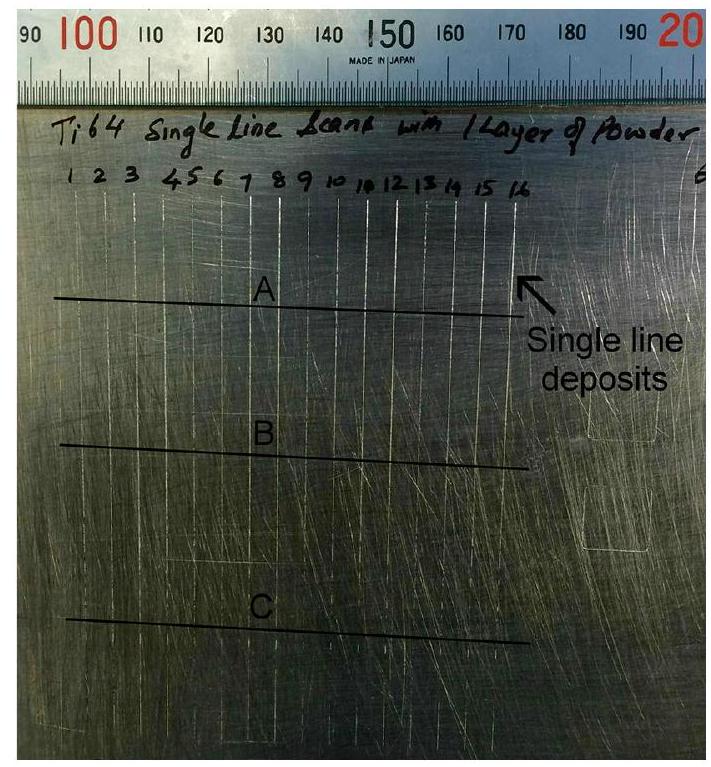 90 100 110 120 130 140 150 160 170 180 190 20
MADE IN JAPAN
Ti64 Single line Scans with 1 Layer of Powder
1 2 3 4 5 6 7 8 9 10 12 13 14 15 16
A
Single line
deposits
B
C